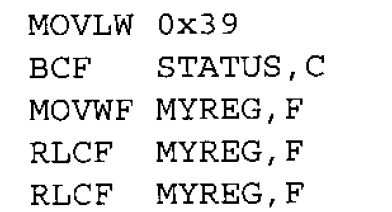 MOVLW 0x39
BCF STATUS,C
MOVWF MYREG,F
RLCF MYREG,F
RLCF MYREG,F